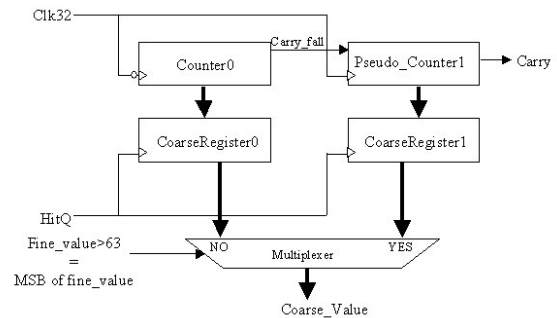 Clk32
Carry_fall
Counter0
Pseudo_Counter1
Carry
CoarseRegister0
CoarseRegister1
HitQ
Fine_value>63
=
MSB of fine_value
NO
YES
Multiplexer
Coarse_Value